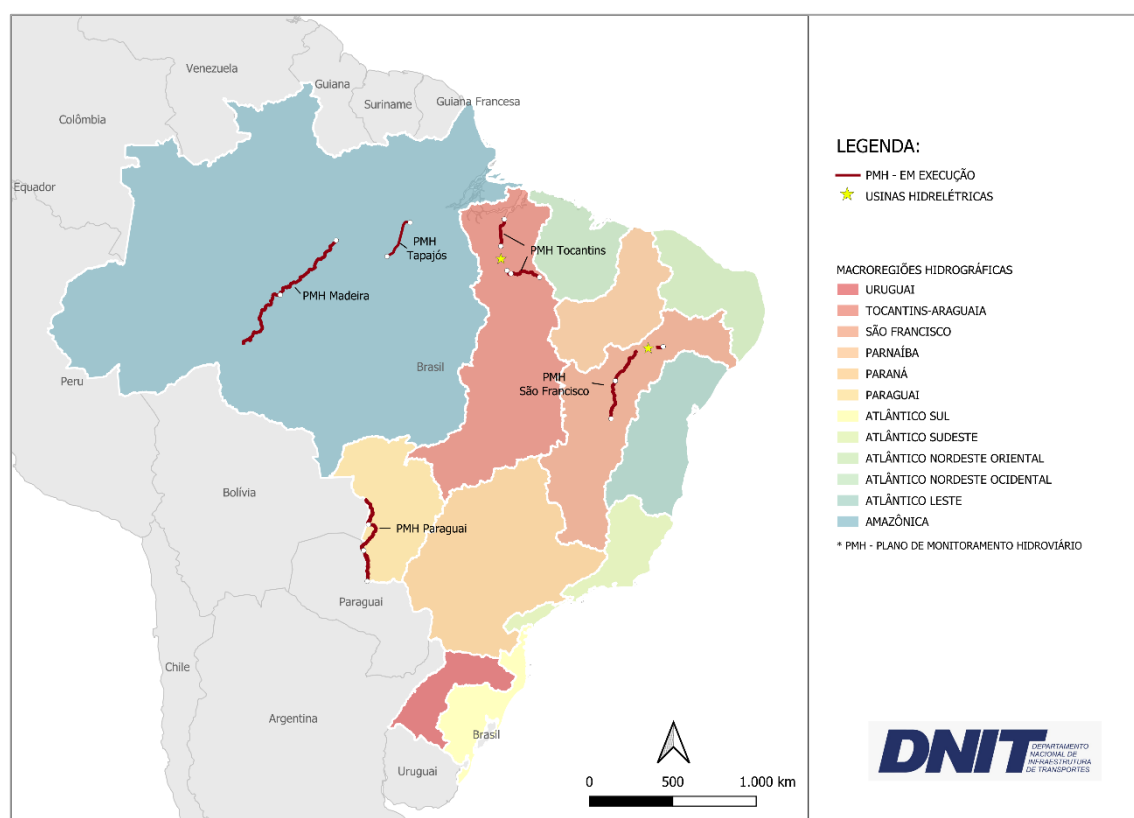 Venezuela
Guiana
Suriname
Guiana Francesa
Colômbia
Equador
PMH
Tapajós
PMH Tocantins
PMH Madeira
Brasil
Peru
PMH
São Francisco
Bolívia
PMH Paraguai
Paraguai
Chile
Argentina
Brasil
Uruguai
0 500 1.000 km
LEGENDA:
PMH - EM EXECUÇÃO
USINAS HIDRELÉTRICAS
MACROREGIÕES HIDROGRÁFICAS
URUGUAI
TOCANTINS-ARAGUAIA
SÃO FRANCISCO
PARNAÍBA
PARANÁ
PARAGUAI
ATLÂNTICO SUL
ATLÂNTICO SUDESTE
ATLÂNTICO NORDESTE ORIENTAL
ATLÂNTICO NORDESTE OCIDENTAL
ATLÂNTICO LESTE
AMAZÔNICA
* PMH - PLANO DE MONITORAMENTO HIDROVIÁRIO
DNIT
DEPARTAMENTO
NACIONAL DE
INFRAESTRUTURA
DE TRANSPORTES